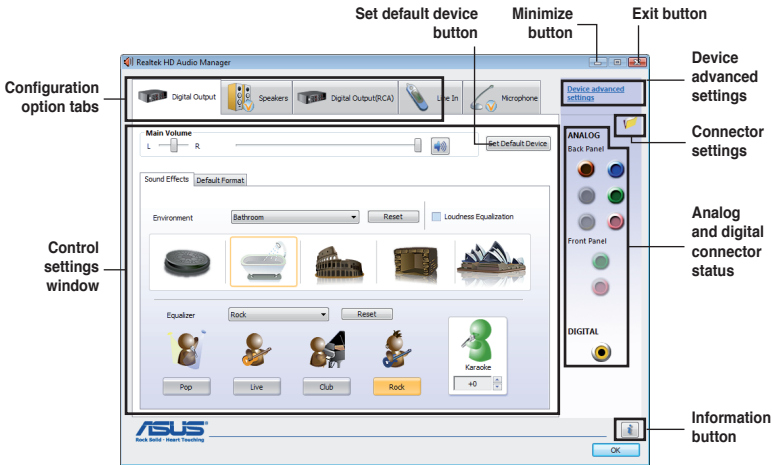 Set default device
button
Minimize
button
Exit button
Configuration
option tabs
Control
settings
window
Device
advanced
settings
Connector
settings
Analog
and digital
connector
status
Information
button
Realtek HD Audio Manager
Digital Output
Speakers
Digital Output(RCA)
Line In
Microphone
Device advanced
settings
Main Volume
L
R
Set Default Device
ANALOG
Back Panel
Front Panel
DIGITAL
Sound Effects
Default Format
Environment
Bathroom
Reset
Loudness Equalization
Equalizer
Rock
Reset
Pop
Live
Club
Rock
Karaoke
+0
ASUS
Rock Solid - Heart Touching
i
OK